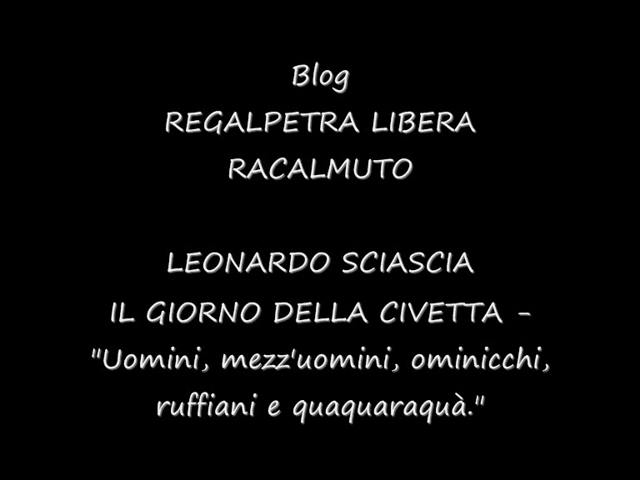 Blog
REGALPETRA LIBERA
RACALMUTO
LEONARDO SCIASCIA
IL GIORNO DELLA CIVETTA -
"Uomini, mezz'uomini, ominicchi,
ruffiani e quaquaraquà."